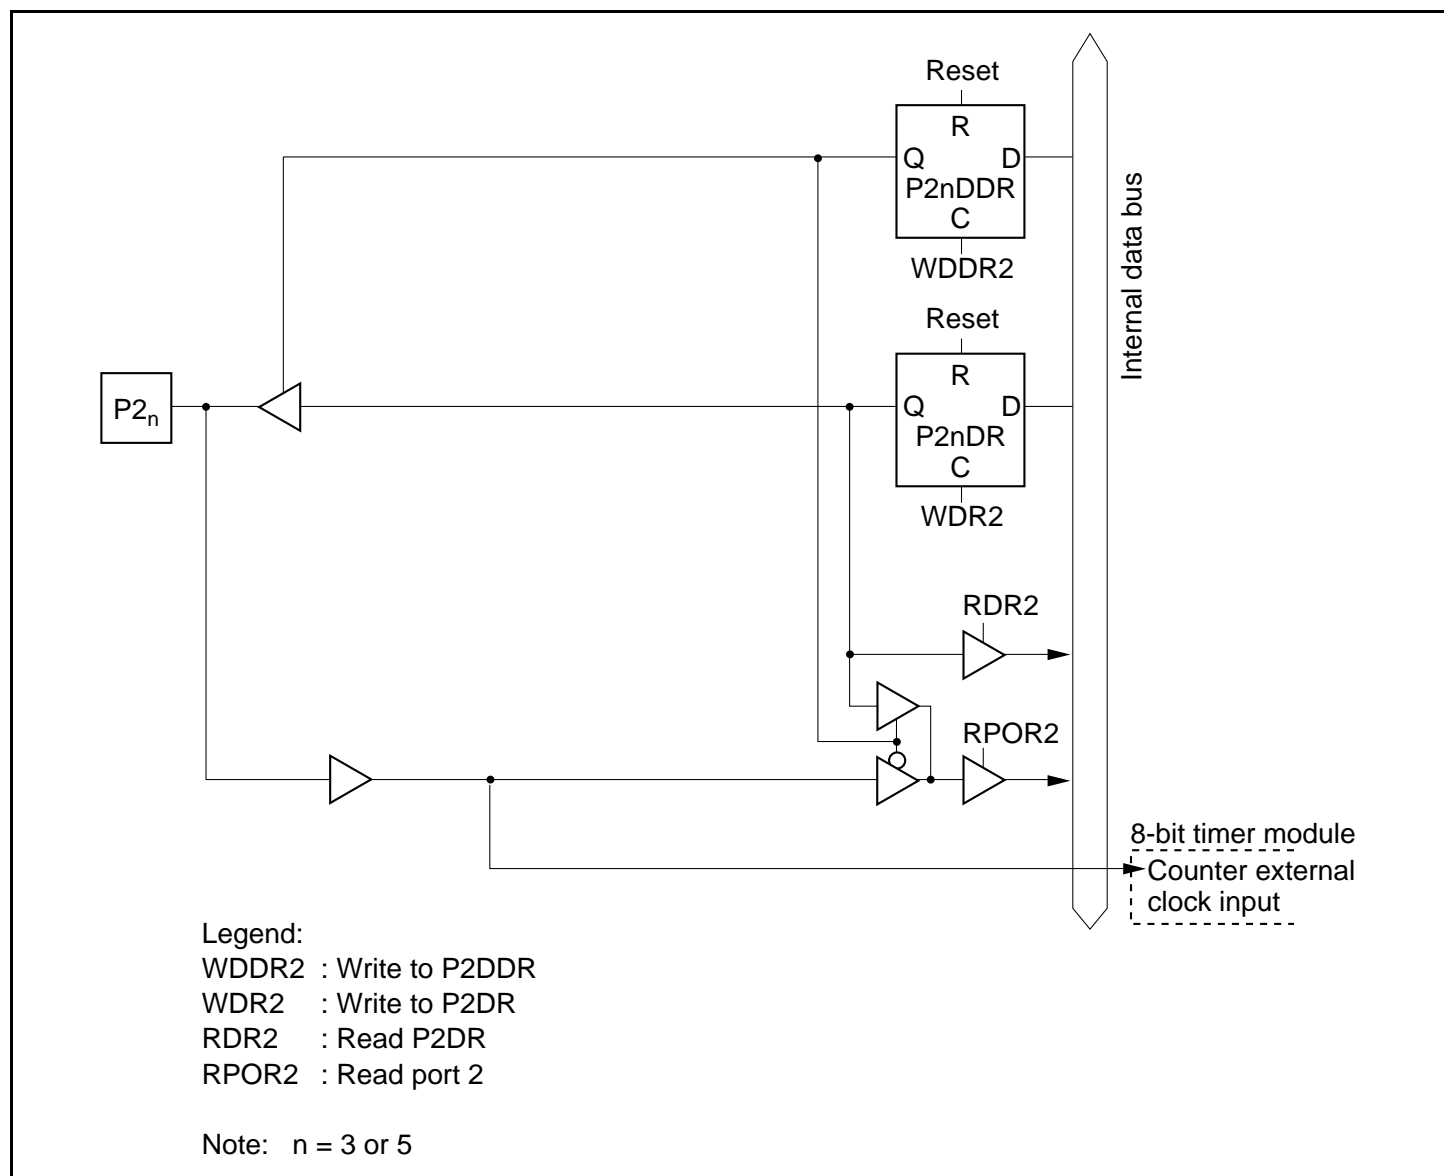 Reset
R
Q D
P2nDDR
C
WDDR2
Internal data bus
Reset
R
P2n
Q D
P2nDR
C
WDR2
RDR2
RPOR2
8-bit timer module
Counter external
clock input
Legend:
WDDR2 : Write to P2DDR
WDR2 : Write to P2DR
RDR2 : Read P2DR
RPOR2 : Read port 2
Note: n = 3 or 5